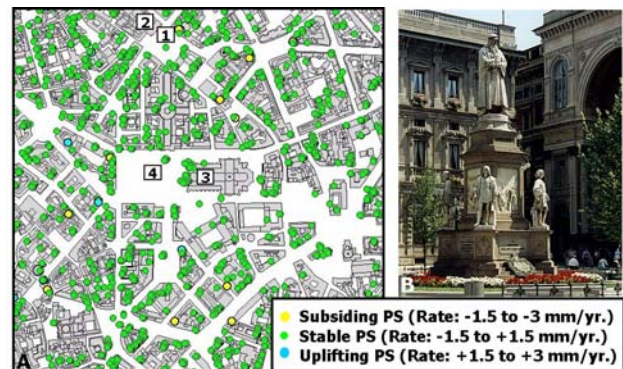 2
1
4
3
A
B
Subsiding PS (Rate: -1.5 to -3 mm/yr.)
Stable PS (Rate: -1.5 to +1.5 mm/yr.)
Uplifting PS (Rate: +1.5 to +3 mm/yr.)